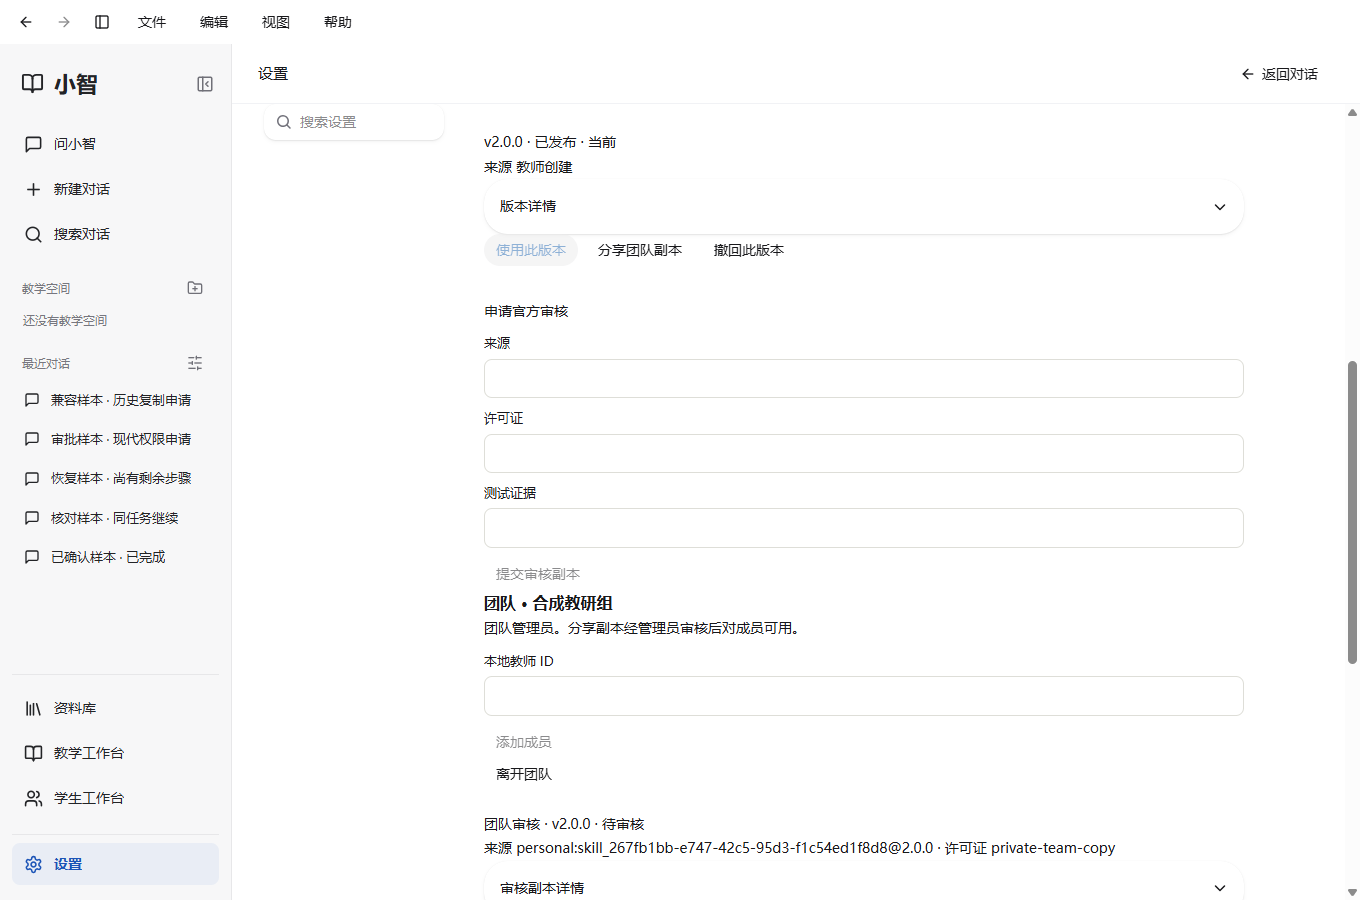 文件 编辑 视图 帮助
小智
问小智
新建对话
搜索对话
教学空间
还没有教学空间
最近对话
兼容样本 · 历史复制申请
审批样本 · 现代权限申请
恢复样本 · 尚有剩余步骤
核对样本 · 同任务继续
已确认样本 · 已完成
资料库
教学工作台
学生工作台
设置
设置
返回对话
搜索设置
v2.0.0 · 已发布 · 当前
来源 教师创建
版本详情
使用此版本 分享团队副本 撤回此版本
申请官方审核
来源
许可证
测试证据
提交审核副本
团队 • 合成教研组
团队管理员。分享副本经管理员审核后对成员可用。
本地教师 ID
添加成员
离开团队
团队审核 · v2.0.0 · 待审核
来源 personal:skill_267fb1bb-e747-42c5-95d3-f1c54ed1f8d8@2.0.0 · 许可证 private-team-copy
审核副本详情